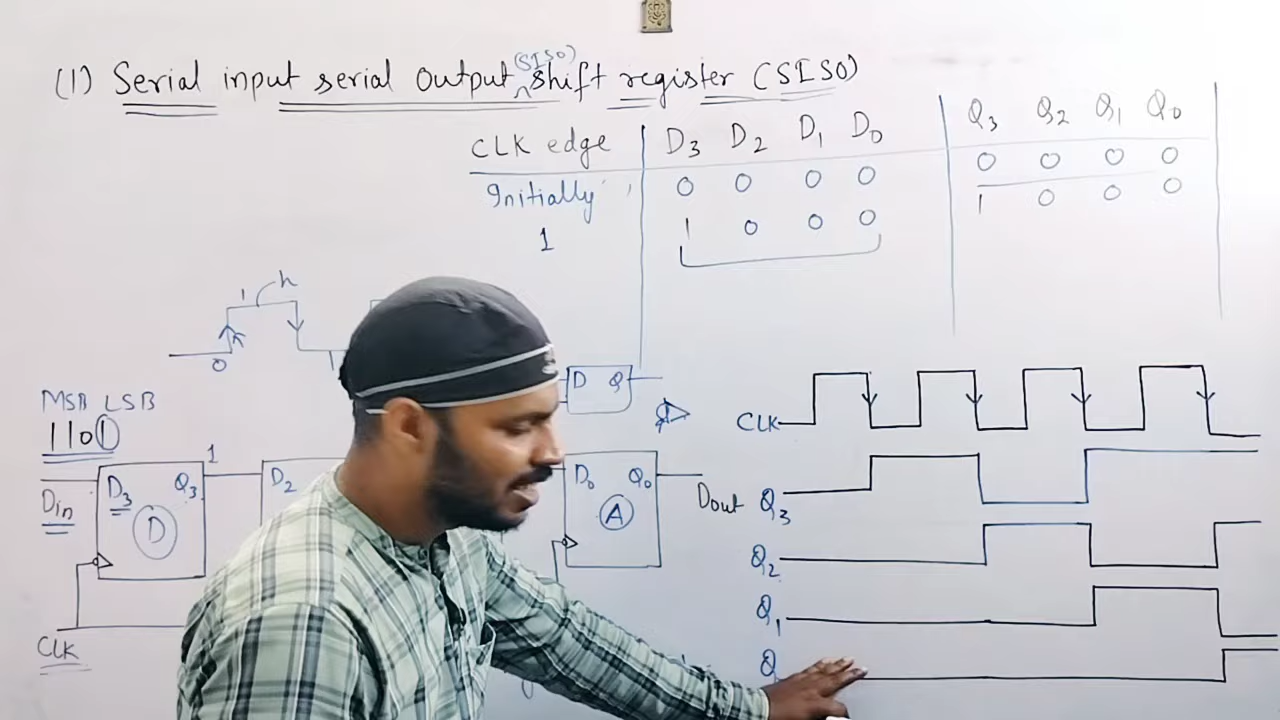 (1) Serial input serial output (SISO) shift register (SISO)
CLK edge D3 D2 D1 D0 Q3 Q2 Q1 Q0
Initially 0 0 0 0 0 0 0 0
1 1 0 0 0 1 0 0 0
1 h
0 1
MSB LSB
1101
Din D3 Q3 1 D2 D0 Q0 Dout
D A
CLK
D Q
CLK
Q3
Q2
Q1
Q